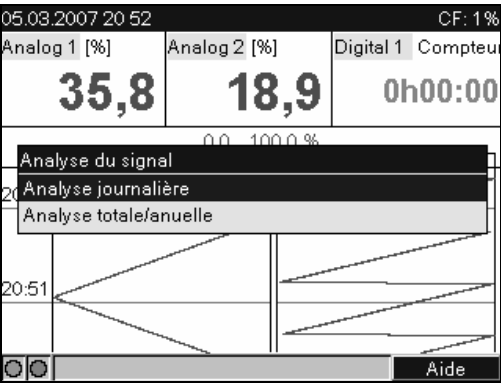 05.03.2007 20 52 CF: 1%
Analog 1 [%] Analog 2 [%] Digital 1 Compteu
35,8 18,9 0h00:00
0,0 100,0 %
Analyse du signal
Analyse journalière
Analyse totale/anuelle
20:51
Aide